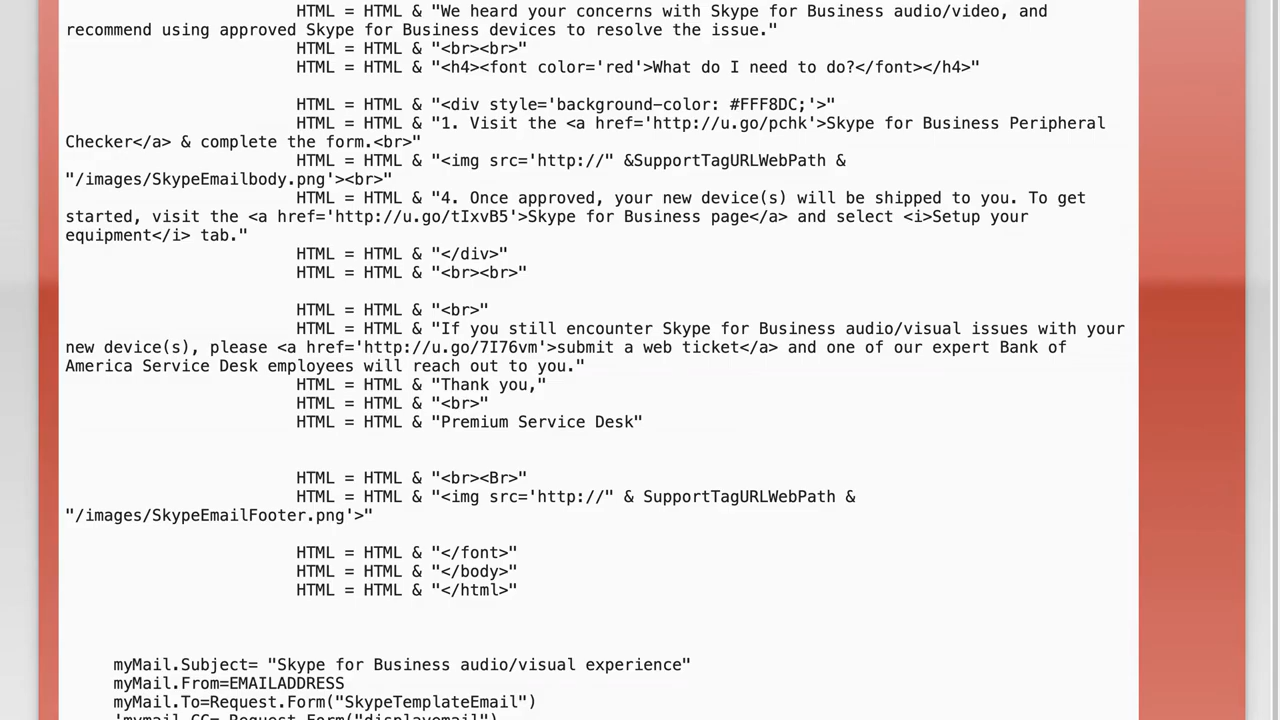 HTML = HTML & "We heard your concerns with Skype for Business audio/video, and
recommend using approved Skype for Business devices to resolve the issue."
HTML = HTML & "<br><br>"
HTML = HTML & "<h4><font color='red'>What do I need to do?</font></h4>"
HTML = HTML & "<div style='background-color: #FFF8DC;'>"
HTML = HTML & "1. Visit the <a href='http://u.go/pchk'>Skype for Business Peripheral
Checker</a> & complete the form.<br>"
HTML = HTML & "<img src='http://" &SupportTagURLWebPath &
"/images/SkypeEmailbody.png'><br>"
HTML = HTML & "4. Once approved, your new device(s) will be shipped to you. To get
started, visit the <a href='http://u.go/tIxvB5'>Skype for Business page</a> and select <i>Setup your
equipment</i> tab."
HTML = HTML & "</div>"
HTML = HTML & "<br><br>"
HTML = HTML & "<br>"
HTML = HTML & "If you still encounter Skype for Business audio/visual issues with your
new device(s), please <a href='http://u.go/7I76vm'>submit a web ticket</a> and one of our expert Bank of
America Service Desk employees will reach out to you."
HTML = HTML & "Thank you,"
HTML = HTML & "<br>"
HTML = HTML & "Premium Service Desk"
HTML = HTML & "<br><Br>"
HTML = HTML & "<img src='http://" & SupportTagURLWebPath &
"/images/SkypeEmailFooter.png'>"
HTML = HTML & "</font>"
HTML = HTML & "</body>"
HTML = HTML & "</html>"
myMail.Subject= "Skype for Business audio/visual experience"
myMail.From=EMAILADDRESS
myMail.To=Request.Form("SkypeTemplateEmail")
'mymail.CC= Request.Form("displayemail")